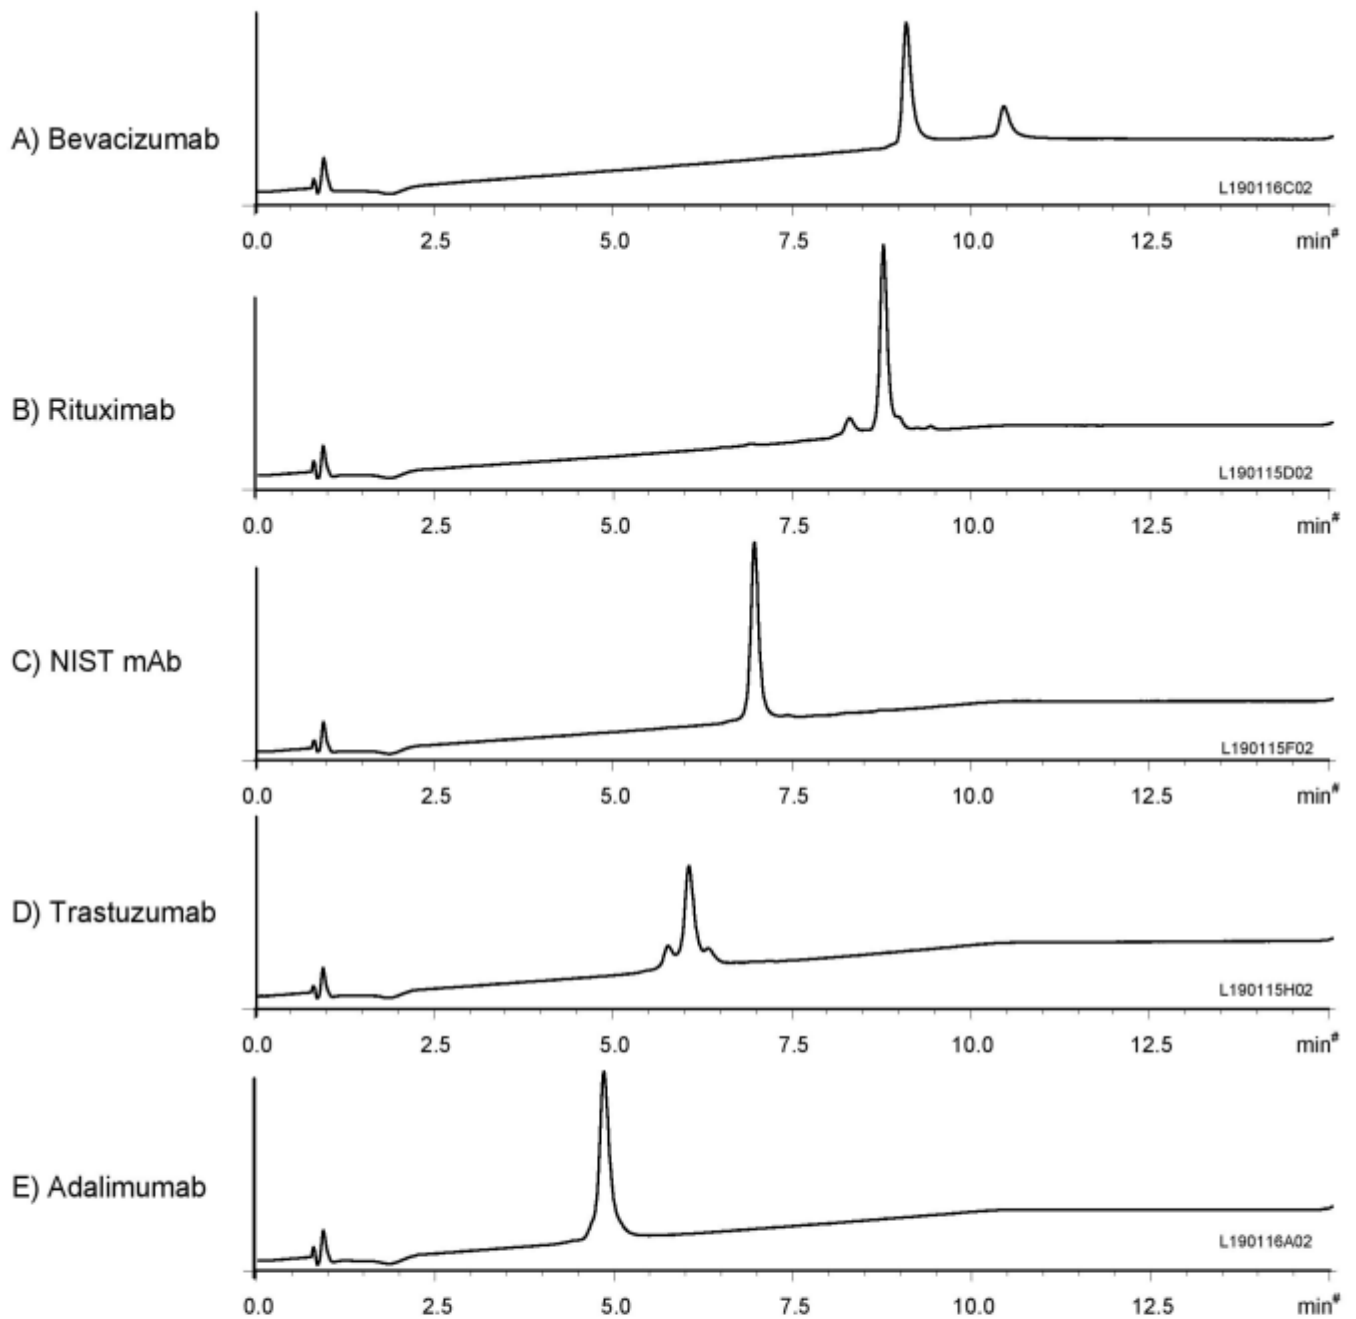 A) Bevacizumab
L190116C02
0.0 2.5 5.0 7.5 10.0 12.5 min#
B) Rituximab
L190115D02
0.0 2.5 5.0 7.5 10.0 12.5 min#
C) NIST mAb
L190115F02
0.0 2.5 5.0 7.5 10.0 12.5 min#
D) Trastuzumab
L190115H02
0.0 2.5 5.0 7.5 10.0 12.5 min#
E) Adalimumab
L190116A02
0.0 2.5 5.0 7.5 10.0 12.5 min#